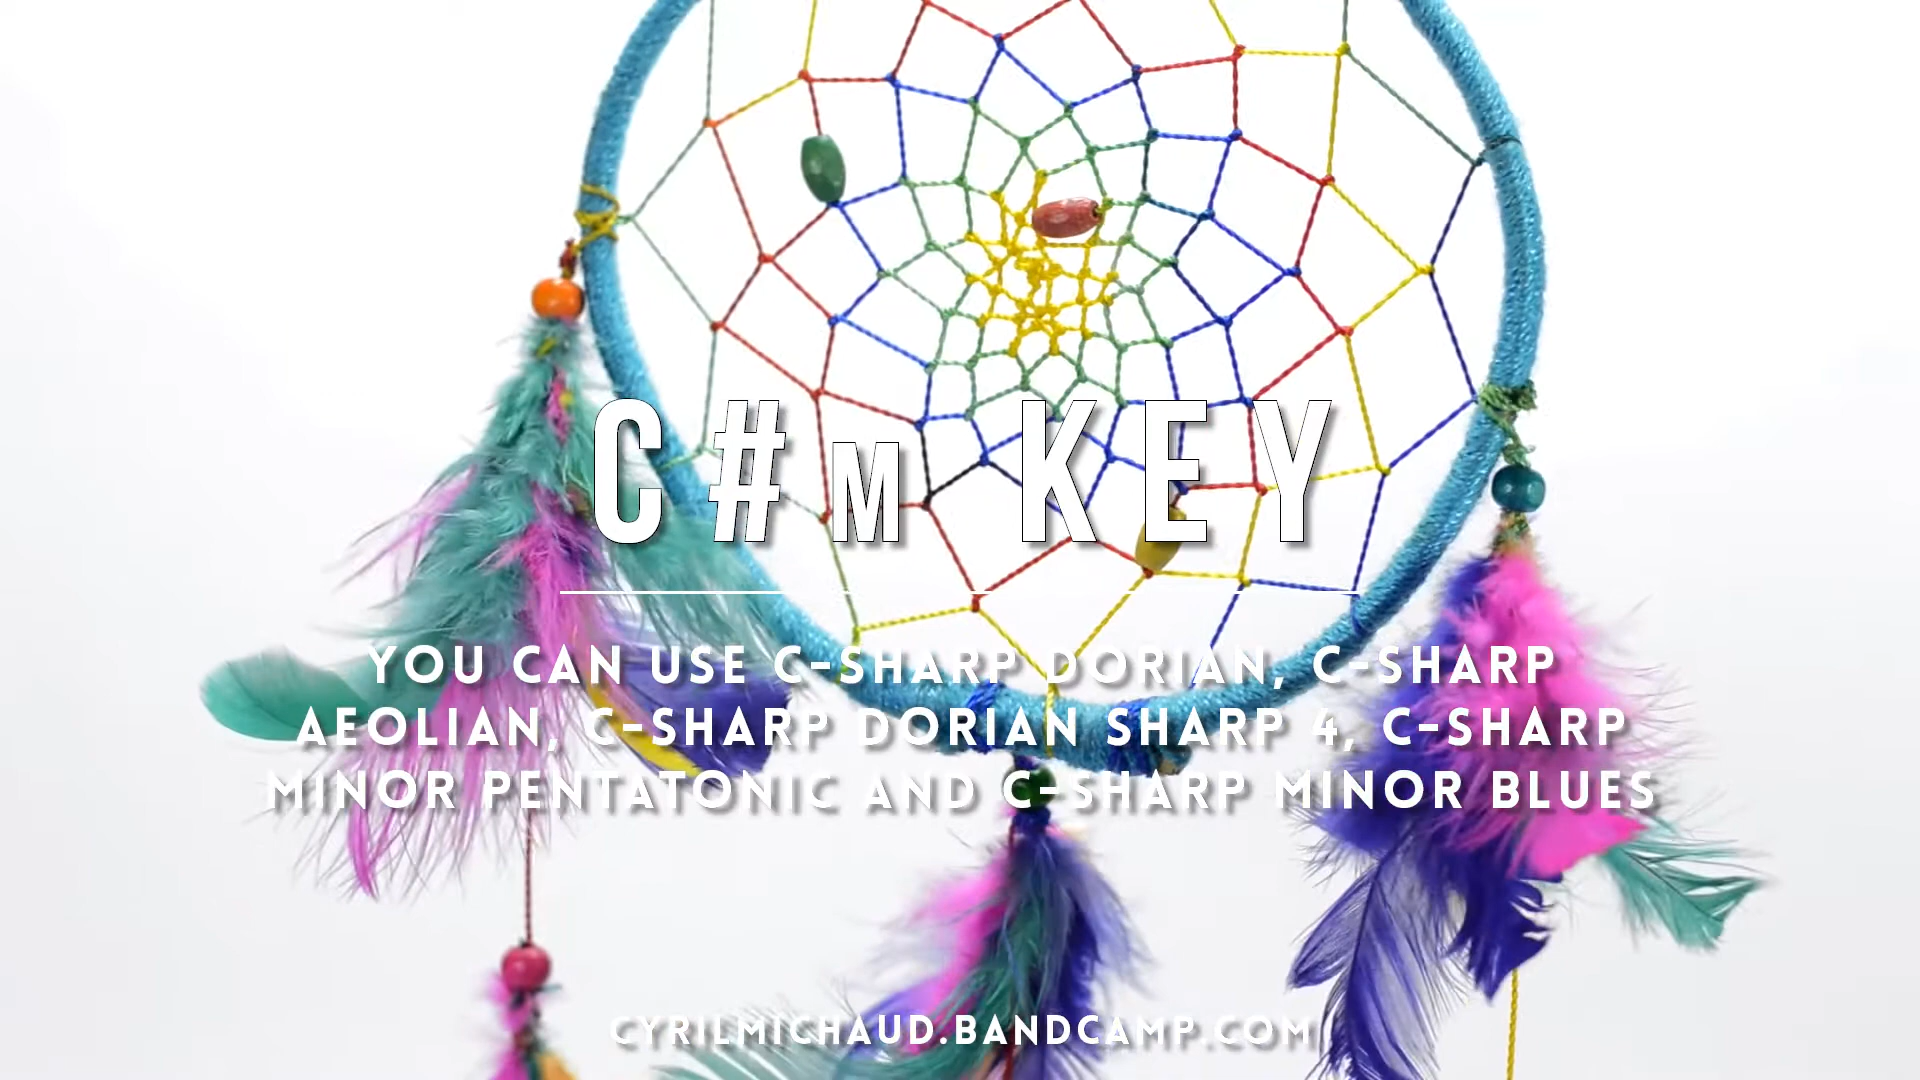 C#M KEY
YOU CAN USE C-SHARP DORIAN, C-SHARP
AEOLIAN, C-SHARP DORIAN SHARP 4, C-SHARP
MINOR PENTATONIC AND C-SHARP MINOR BLUES
CYRILMICHAUD.BANDCAMP.COM